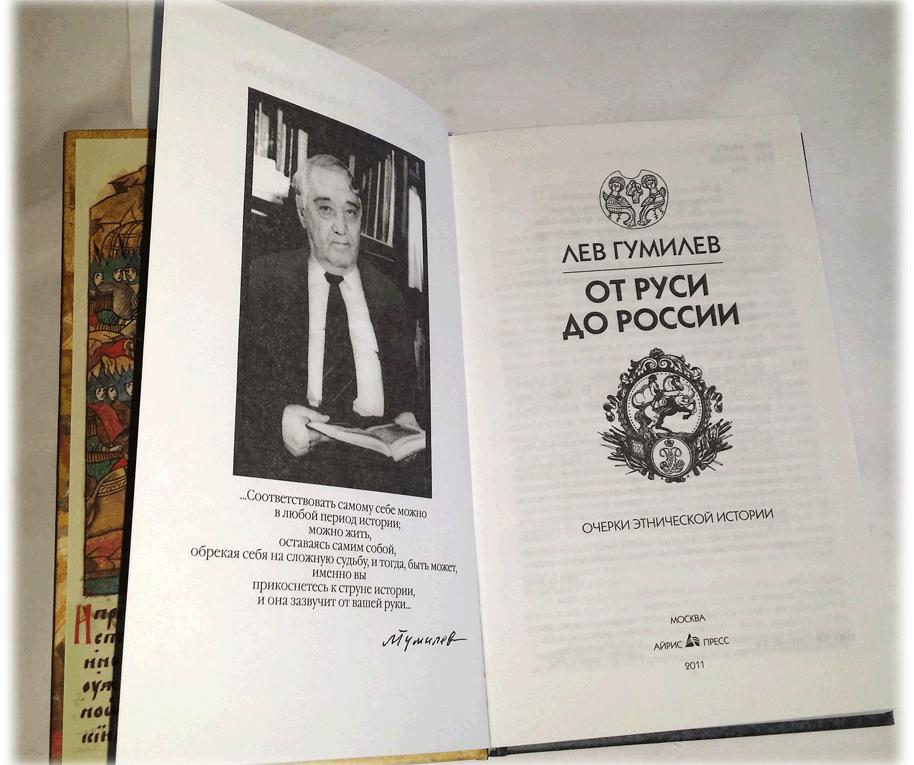 ...Соответствовать самому себе можно
в любой период истории;
можно жить,
оставаясь самим собой,
обрекая себя на сложную судьбу, и тогда, быть может,
именно вы
прикоснетесь к струне истории,
и она зазвучит от вашей руки...
Гумилев
ЛЕВ ГУМИЛЕВ
ОТ РУСИ
ДО РОССИИ
ОЧЕРКИ ЭТНИЧЕСКОЙ ИСТОРИИ
МОСКВА
АЙРИС ПРЕСС
2011